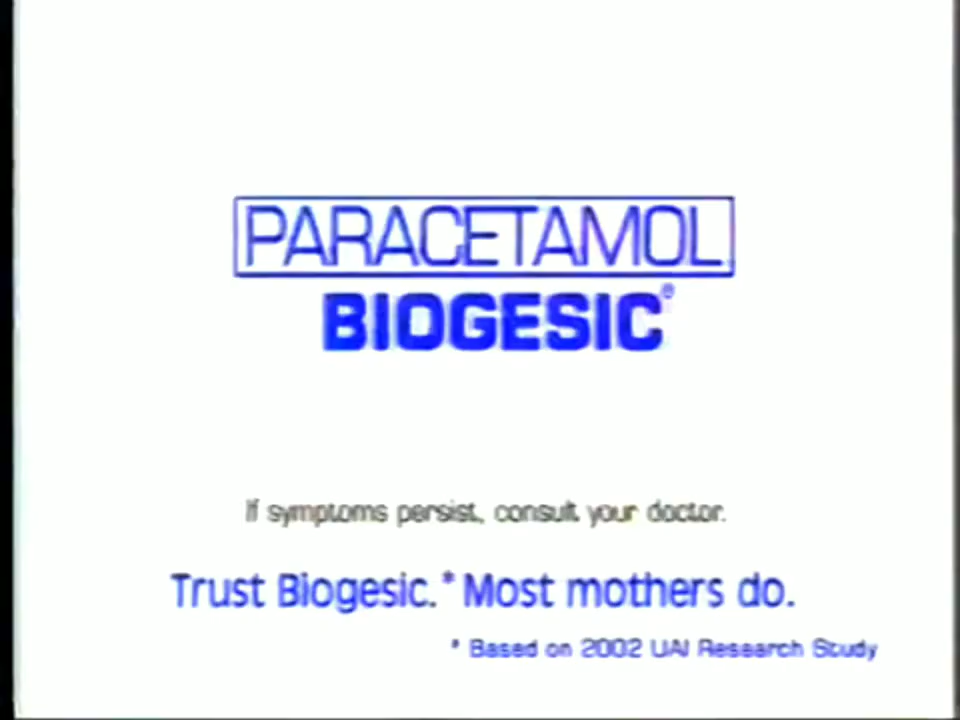 PARACETAMOL
BIOGESIC®
If symptoms persist, consult your doctor.
Trust Biogesic.* Most mothers do.
* Based on 2002 UAI Research Study